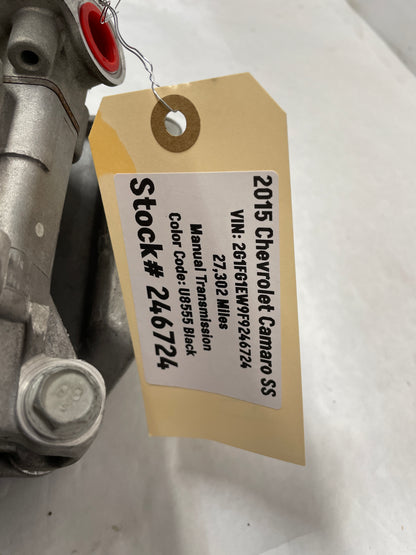 2015 Chevrolet Camaro SS
VIN: 2G1FG1EW9F9246724
27,302 Miles
Manual Transmission
Color Code: U8555 Black
Stock# 246724